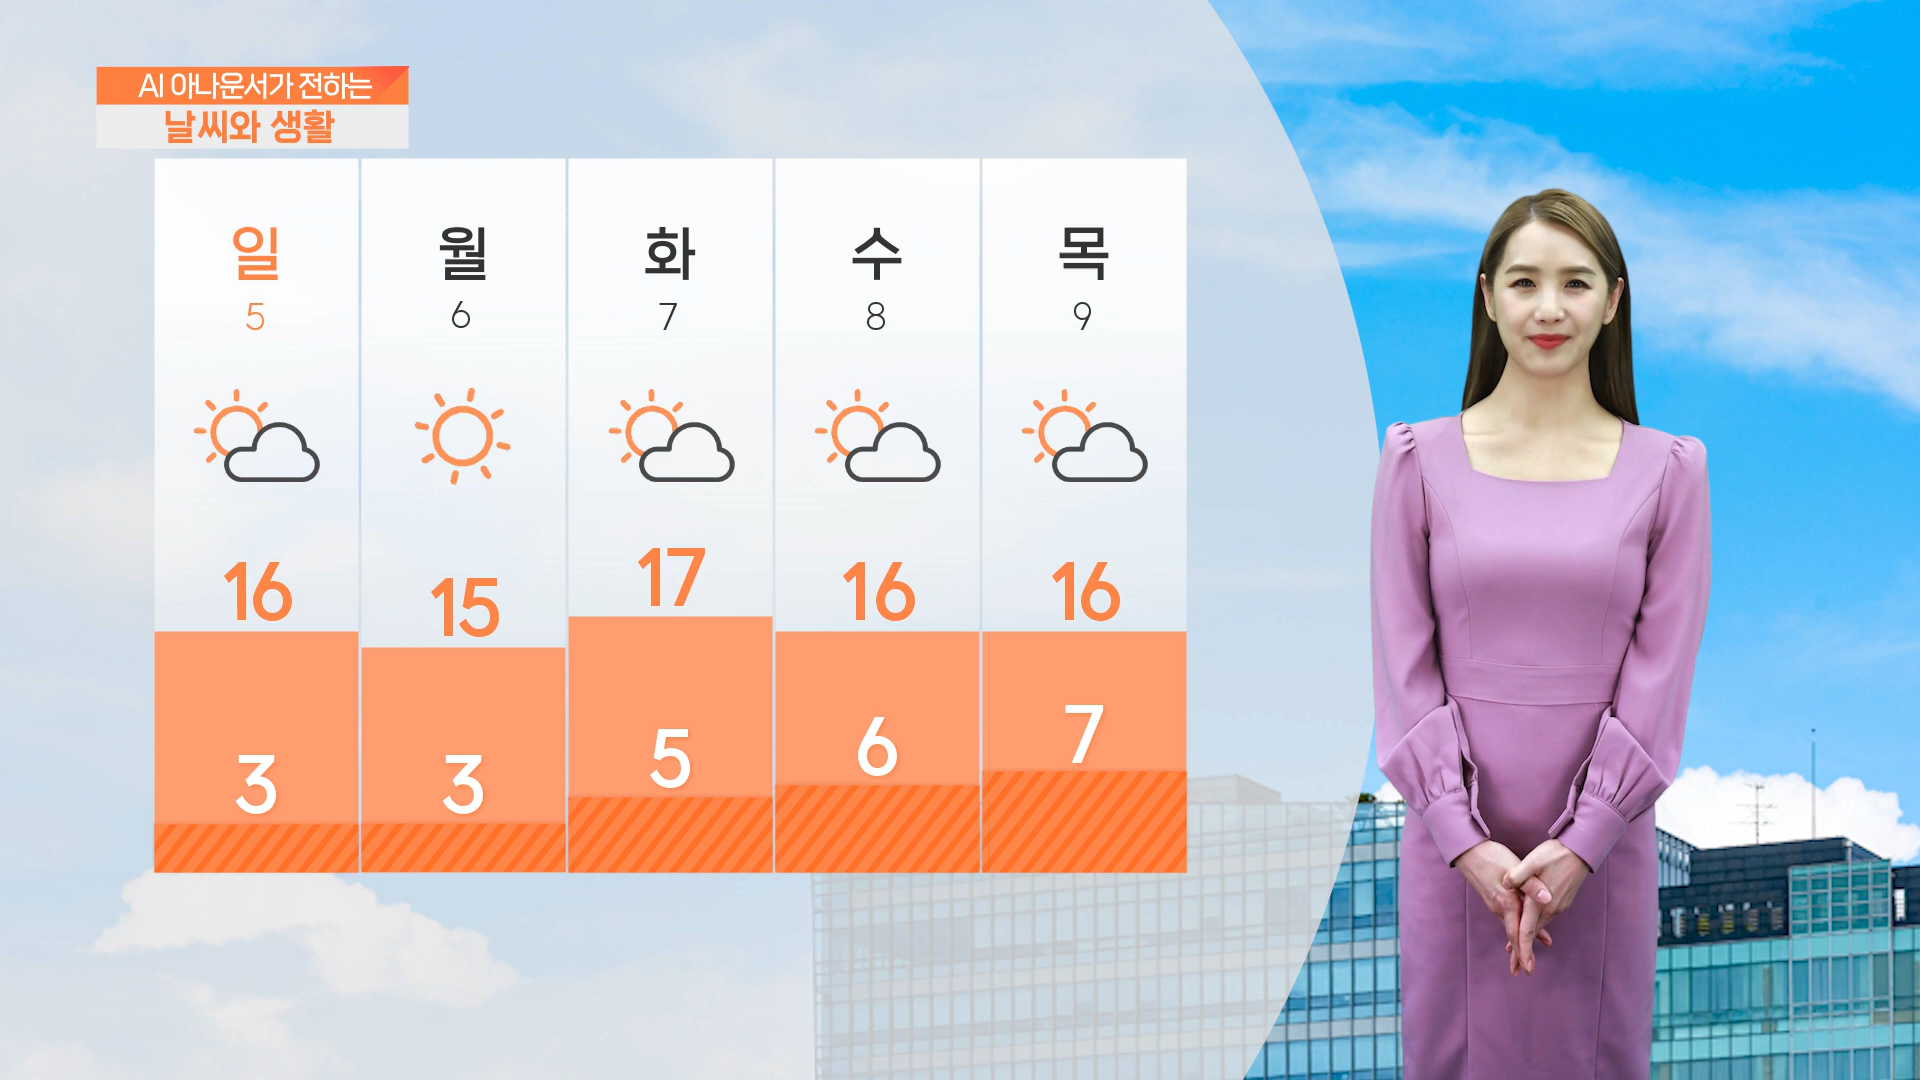 AI 아나운서가 전하는
날씨와 생활
일 월 화 수 목
5 6 7 8 9
16 15 17 16 16
3 3 5 6 7